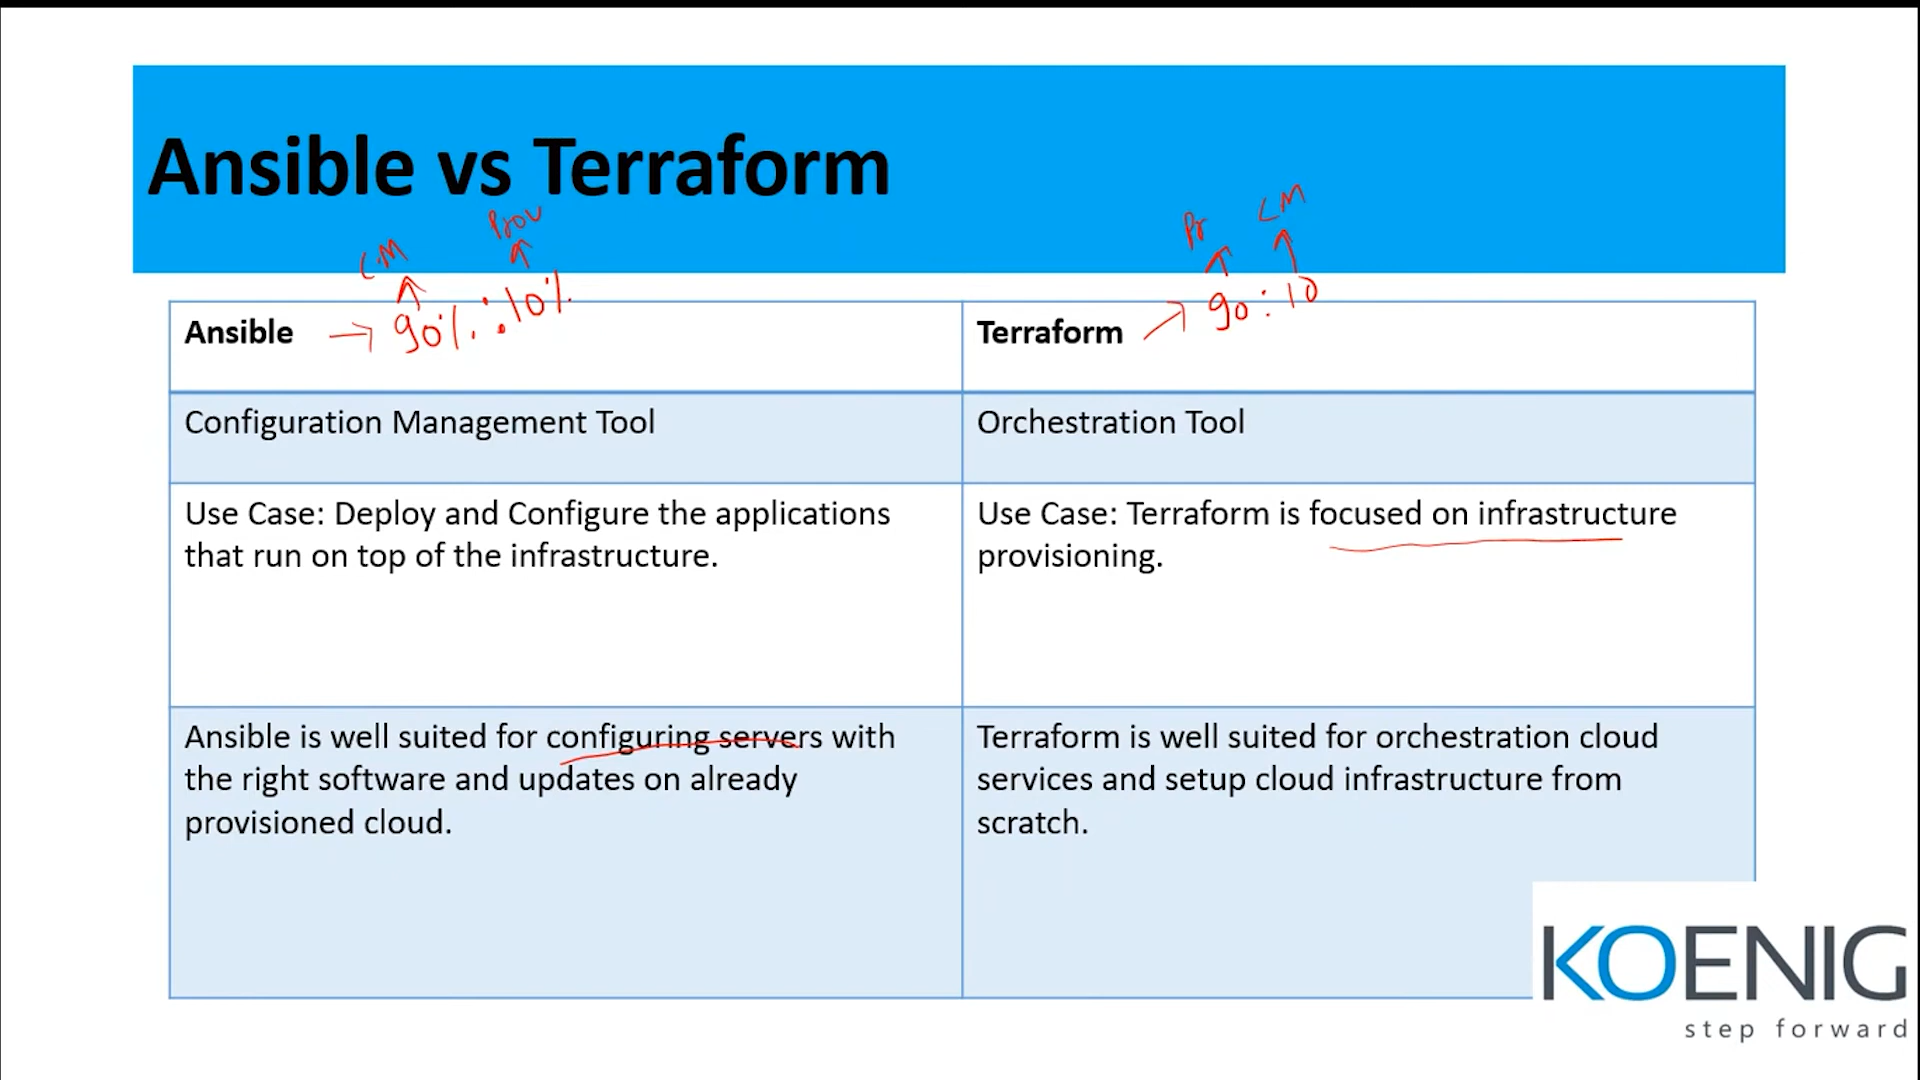 Ansible vs Terraform
CM Prov
Pr CM
Ansible → 90% : 10%
Terraform → 90 : 10
Configuration Management Tool
Orchestration Tool
Use Case: Deploy and Configure the applications
that run on top of the infrastructure.
Use Case: Terraform is focused on infrastructure
provisioning.
Ansible is well suited for configuring servers with
the right software and updates on already
provisioned cloud.
Terraform is well suited for orchestration cloud
services and setup cloud infrastructure from
scratch.
KOENIG
step forward